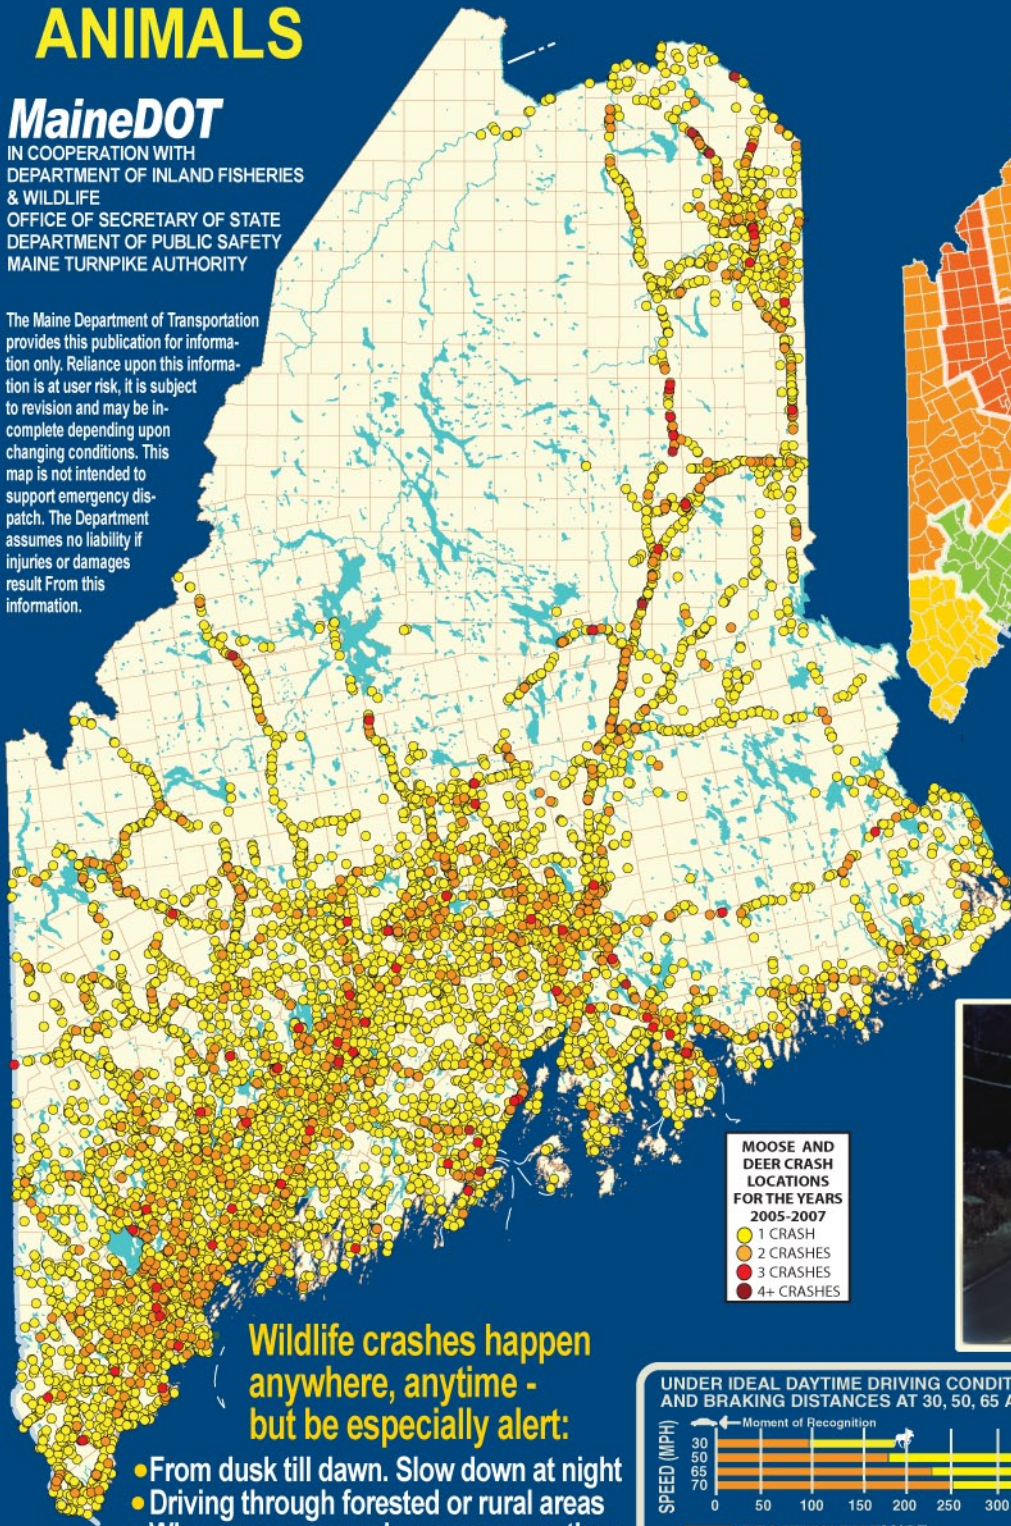 ANIMALS
MaineDOT
IN COOPERATION WITH
DEPARTMENT OF INLAND FISHERIES
& WILDLIFE
OFFICE OF SECRETARY OF STATE
DEPARTMENT OF PUBLIC SAFETY
MAINE TURNPIKE AUTHORITY
The Maine Department of Transportation
provides this publication for informa-
tion only. Reliance upon this informa-
tion is at user risk, it is subject
to revision and may be in-
complete depending upon
changing conditions. This
map is not intended to
support emergency dis-
patch. The Department
assumes no liability if
injuries or damages
result From this
information.
MOOSE AND
DEER CRASH
LOCATIONS
FOR THE YEARS
2005-2007
1 CRASH
2 CRASHES
3 CRASHES
4+ CRASHES
Wildlife crashes happen
anywhere, anytime -
but be especially alert:
•From dusk till dawn. Slow down at night
•Driving through forested or rural areas
UNDER IDEAL DAYTIME DRIVING CONDIT
AND BRAKING DISTANCES AT 30, 50, 65 A
Moment of Recognition
SPEED (MPH)
30
50
65
70
0 50 100 150 200 250 300